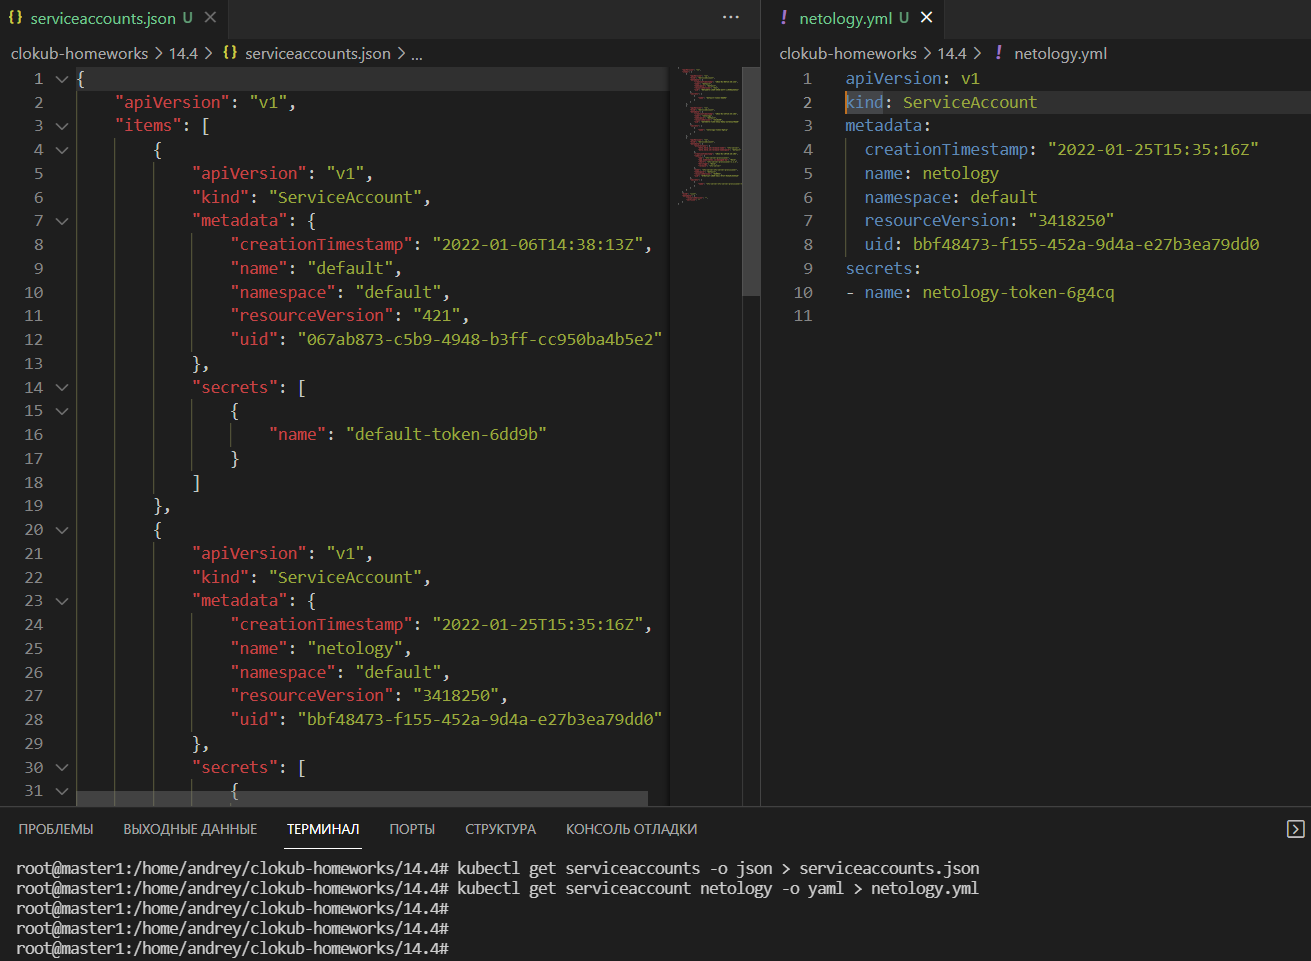 {} serviceaccounts.json U ✕ ···
clokub-homeworks > 14.4 > {} serviceaccounts.json > ...
1 {
2 "apiVersion": "v1",
3 "items": [
4 {
5 "apiVersion": "v1",
6 "kind": "ServiceAccount",
7 "metadata": {
8 "creationTimestamp": "2022-01-06T14:38:13Z",
9 "name": "default",
10 "namespace": "default",
11 "resourceVersion": "421",
12 "uid": "067ab873-c5b9-4948-b3ff-cc950ba4b5e2"
13 },
14 "secrets": [
15 {
16 "name": "default-token-6dd9b"
17 }
18 ]
19 },
20 {
21 "apiVersion": "v1",
22 "kind": "ServiceAccount",
23 "metadata": {
24 "creationTimestamp": "2022-01-25T15:35:16Z",
25 "name": "netology",
26 "namespace": "default",
27 "resourceVersion": "3418250",
28 "uid": "bbf48473-f155-452a-9d4a-e27b3ea79dd0"
29 },
30 "secrets": [
31 {
! netology.yml U ✕
clokub-homeworks > 14.4 > ! netology.yml
1 apiVersion: v1
2 kind: ServiceAccount
3 metadata:
4 creationTimestamp: "2022-01-25T15:35:16Z"
5 name: netology
6 namespace: default
7 resourceVersion: "3418250"
8 uid: bbf48473-f155-452a-9d4a-e27b3ea79dd0
9 secrets:
10 - name: netology-token-6g4cq
11
ПРОБЛЕМЫ ВЫХОДНЫЕ ДАННЫЕ ТЕРМИНАЛ ПОРТЫ СТРУКТУРА КОНСОЛЬ ОТЛАДКИ
root@master1:/home/andrey/clokub-homeworks/14.4# kubectl get serviceaccounts -o json > serviceaccounts.json
root@master1:/home/andrey/clokub-homeworks/14.4# kubectl get serviceaccount netology -o yaml > netology.yml
root@master1:/home/andrey/clokub-homeworks/14.4#
root@master1:/home/andrey/clokub-homeworks/14.4#
root@master1:/home/andrey/clokub-homeworks/14.4#